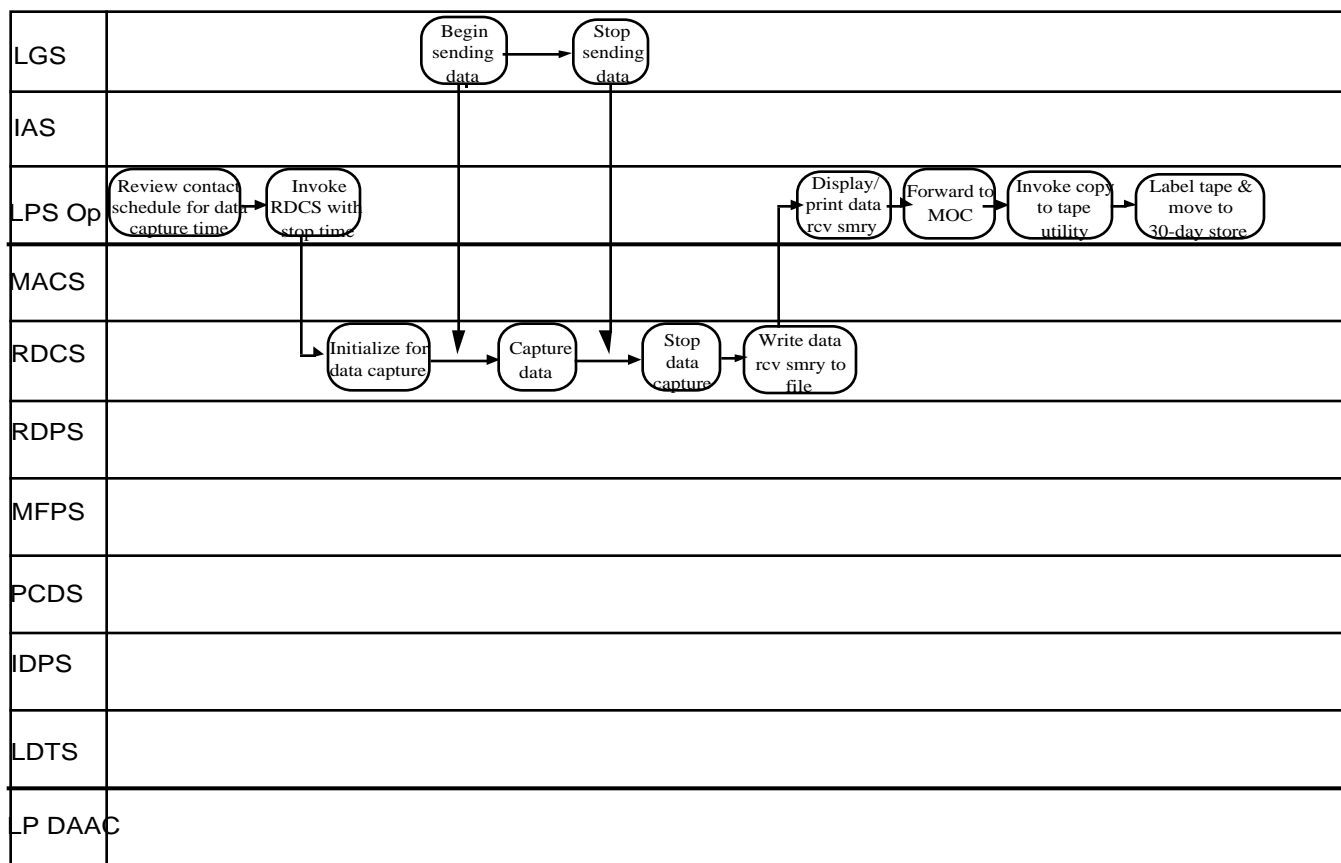 LGS
Begin
sending
data
Stop
sending
data
IAS
LPS Op
Review contact
schedule for data
capture time
Invoke
RDCS with
stop time
Display/
print data
rcv smry
Forward to
MOC
Invoke copy
to tape
utility
Label tape &
move to
30-day store
MACS
RDCS
Initialize for
data capture
Capture
data
Stop
data
capture
Write data
rcv smry to
file
RDPS
MFPS
PCDS
IDPS
LDTS
LP DAAC